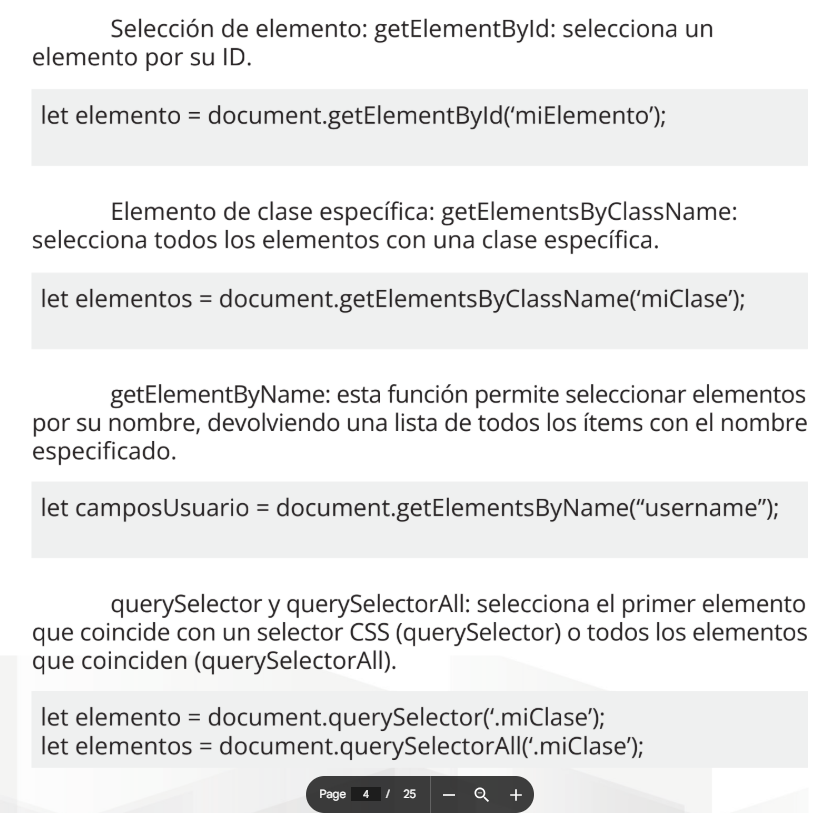 Selección de elemento: getElementById: selecciona un
elemento por su ID.
let elemento = document.getElementById(‘miElemento’);
Elemento de clase específica: getElementsByClassName:
selecciona todos los elementos con una clase específica.
let elementos = document.getElementsByClassName(‘miClase’);
getElementByName: esta función permite seleccionar elementos
por su nombre, devolviendo una lista de todos los ítems con el nombre
especificado.
let camposUsuario = document.getElementsByName(“username”);
querySelector y querySelectorAll: selecciona el primer elemento
que coincide con un selector CSS (querySelector) o todos los elementos
que coinciden (querySelectorAll).
let elemento = document.querySelector(‘.miClase’);
let elementos = document.querySelectorAll(‘.miClase’);
Page 4 / 25